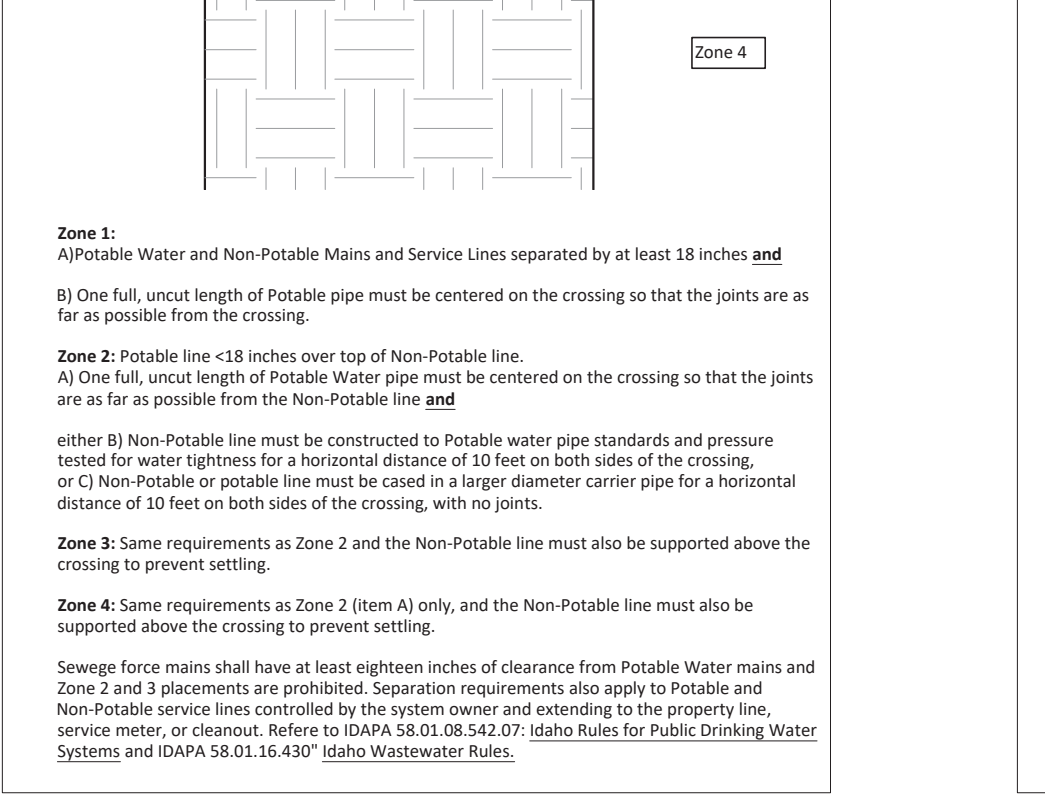 Zone 4
Zone 1:
A)Potable Water and Non-Potable Mains and Service Lines separated by at least 18 inches and
B) One full, uncut length of Potable pipe must be centered on the crossing so that the joints are as
far as possible from the crossing.
Zone 2: Potable line <18 inches over top of Non-Potable line.
A) One full, uncut length of Potable Water pipe must be centered on the crossing so that the joints
are as far as possible from the Non-Potable line and
either B) Non-Potable line must be constructed to Potable water pipe standards and pressure
tested for water tightness for a horizontal distance of 10 feet on both sides of the crossing,
or C) Non-Potable or potable line must be cased in a larger diameter carrier pipe for a horizontal
distance of 10 feet on both sides of the crossing, with no joints.
Zone 3: Same requirements as Zone 2 and the Non-Potable line must also be supported above the
crossing to prevent settling.
Zone 4: Same requirements as Zone 2 (item A) only, and the Non-Potable line must also be
supported above the crossing to prevent settling.
Sewege force mains shall have at least eighteen inches of clearance from Potable Water mains and
Zone 2 and 3 placements are prohibited. Separation requirements also apply to Potable and
Non-Potable service lines controlled by the system owner and extending to the property line,
service meter, or cleanout. Refere to IDAPA 58.01.08.542.07: Idaho Rules for Public Drinking Water
Systems and IDAPA 58.01.16.430" Idaho Wastewater Rules.